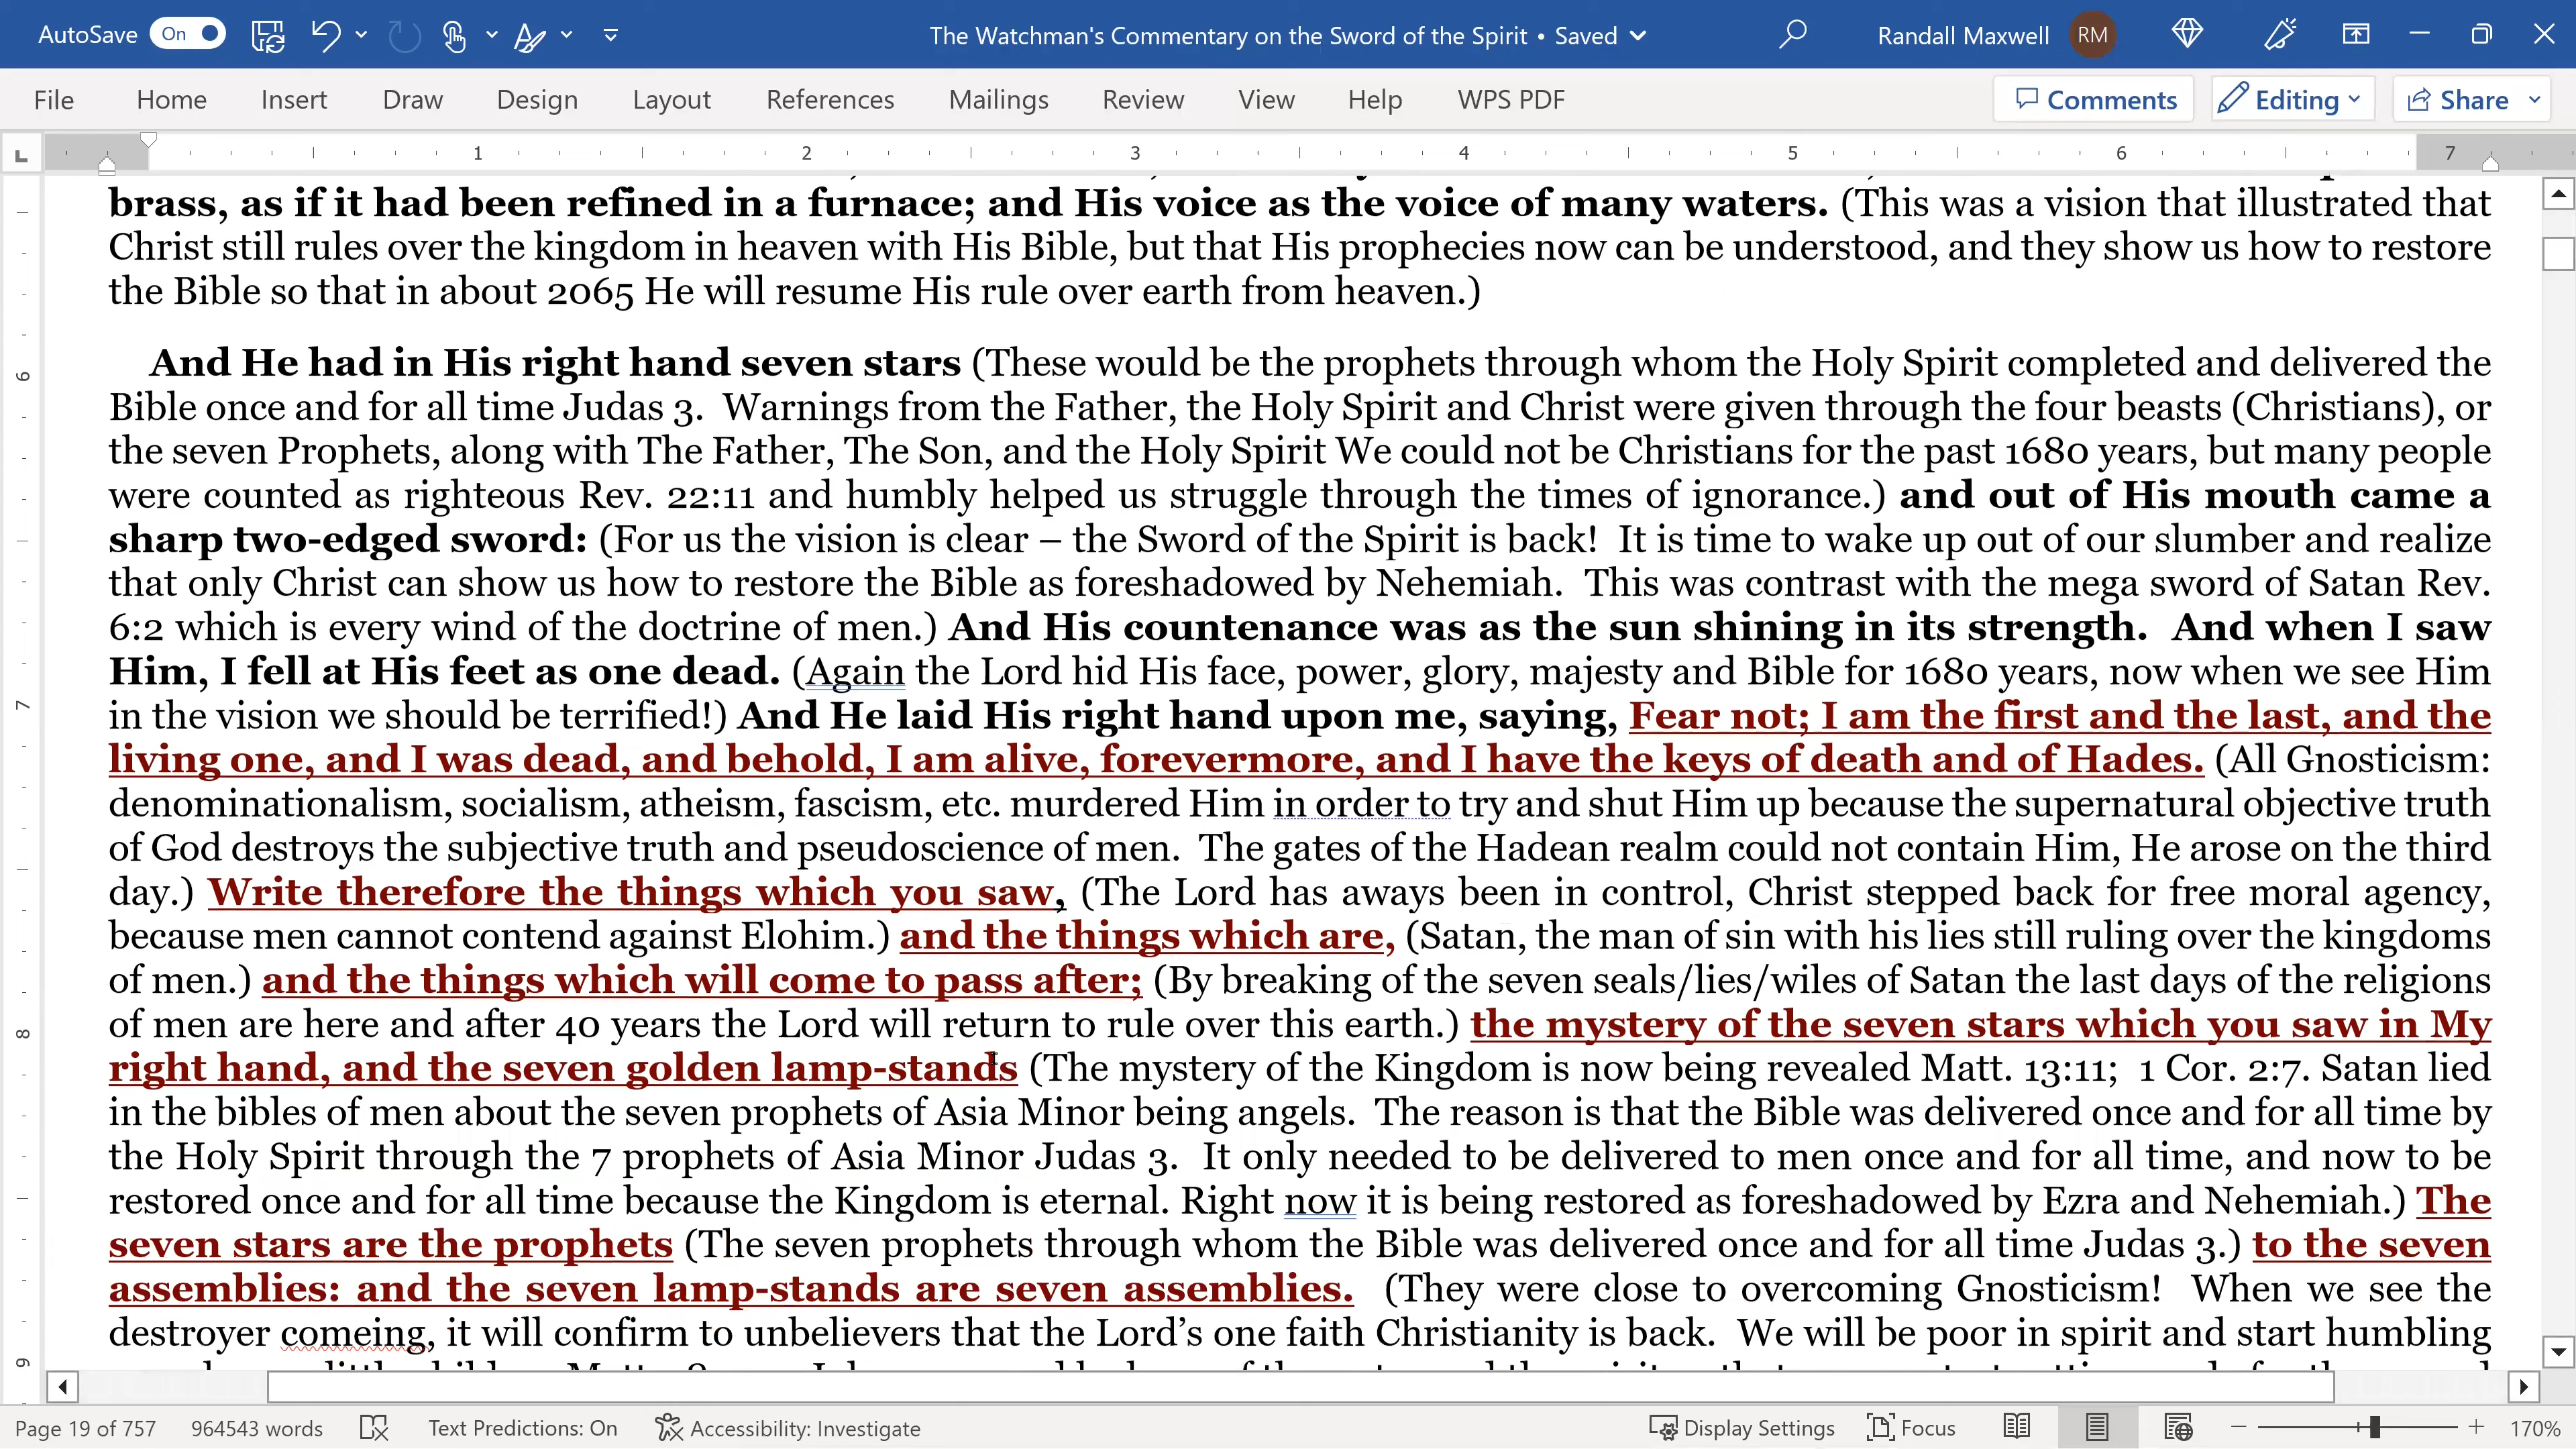 AutoSave On The Watchman's Commentary on the Sword of the Spirit • Saved Randall Maxwell RM
File Home Insert Draw Design Layout References Mailings Review View Help WPS PDF Comments Editing Share
1 2 3 4 5 6 7
brass, as if it had been refined in a furnace; and His voice as the voice of many waters. (This was a vision that illustrated that
Christ still rules over the kingdom in heaven with His Bible, but that His prophecies now can be understood, and they show us how to restore
the Bible so that in about 2065 He will resume His rule over earth from heaven.)
And He had in His right hand seven stars (These would be the prophets through whom the Holy Spirit completed and delivered the
Bible once and for all time Judas 3. Warnings from the Father, the Holy Spirit and Christ were given through the four beasts (Christians), or
the seven Prophets, along with The Father, The Son, and the Holy Spirit We could not be Christians for the past 1680 years, but many people
were counted as righteous Rev. 22:11 and humbly helped us struggle through the times of ignorance.) and out of His mouth came a
sharp two-edged sword: (For us the vision is clear – the Sword of the Spirit is back! It is time to wake up out of our slumber and realize
that only Christ can show us how to restore the Bible as foreshadowed by Nehemiah. This was contrast with the mega sword of Satan Rev.
6:2 which is every wind of the doctrine of men.) And His countenance was as the sun shining in its strength. And when I saw
Him, I fell at His feet as one dead. (Again the Lord hid His face, power, glory, majesty and Bible for 1680 years, now when we see Him
in the vision we should be terrified!) And He laid His right hand upon me, saying, Fear not; I am the first and the last, and the
living one, and I was dead, and behold, I am alive, forevermore, and I have the keys of death and of Hades. (All Gnosticism:
denominationalism, socialism, atheism, fascism, etc. murdered Him in order to try and shut Him up because the supernatural objective truth
of God destroys the subjective truth and pseudoscience of men. The gates of the Hadean realm could not contain Him, He arose on the third
day.) Write therefore the things which you saw, (The Lord has aways been in control, Christ stepped back for free moral agency,
because men cannot contend against Elohim.) and the things which are, (Satan, the man of sin with his lies still ruling over the kingdoms
of men.) and the things which will come to pass after; (By breaking of the seven seals/lies/wiles of Satan the last days of the religions
of men are here and after 40 years the Lord will return to rule over this earth.) the mystery of the seven stars which you saw in My
right hand, and the seven golden lamp-stands (The mystery of the Kingdom is now being revealed Matt. 13:11; 1 Cor. 2:7. Satan lied
in the bibles of men about the seven prophets of Asia Minor being angels. The reason is that the Bible was delivered once and for all time by
the Holy Spirit through the 7 prophets of Asia Minor Judas 3. It only needed to be delivered to men once and for all time, and now to be
restored once and for all time because the Kingdom is eternal. Right now it is being restored as foreshadowed by Ezra and Nehemiah.) The
seven stars are the prophets (The seven prophets through whom the Bible was delivered once and for all time Judas 3.) to the seven
assemblies: and the seven lamp-stands are seven assemblies. (They were close to overcoming Gnosticism! When we see the
destroyer comeing, it will confirm to unbelievers that the Lord's one faith Christianity is back. We will be poor in spirit and start humbling
6
7
8
9
Page 19 of 757 964543 words Text Predictions: On Accessibility: Investigate Display Settings Focus 170%